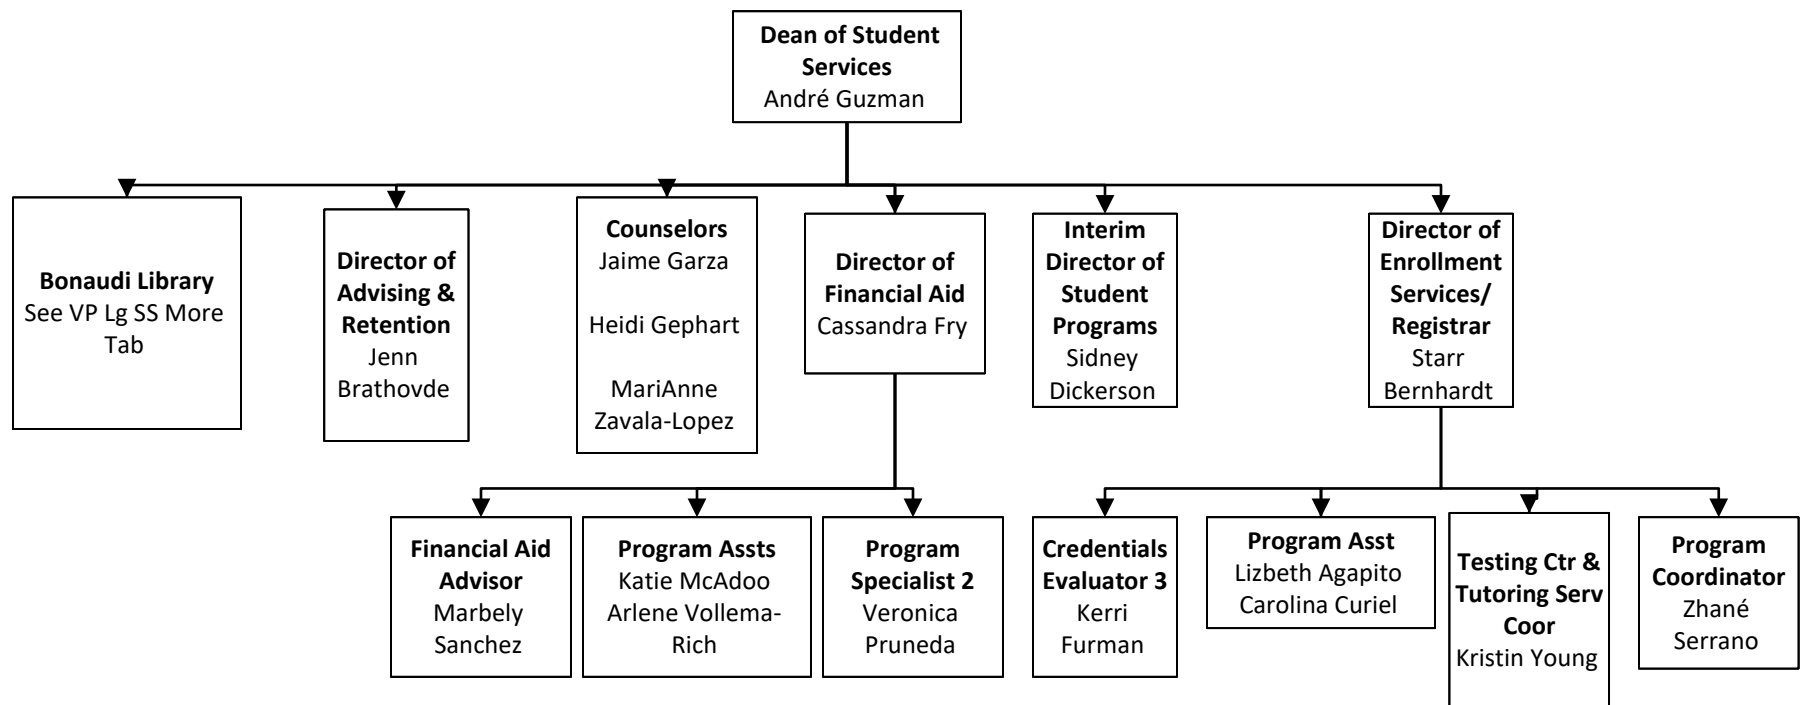 Dean of Student
Services
André Guzman
Bonaudi Library
See VP Lg SS More
Tab
Director of
Advising &
Retention
Jenn
Brathovde
Counselors
Jaime Garza
Heidi Gephart
MariAnne
Zavala-Lopez
Director of
Financial Aid
Cassandra Fry
Interim
Director of
Student
Programs
Sidney
Dickerson
Director of
Enrollment
Services/
Registrar
Starr
Bernhardt
Financial Aid
Advisor
Marbely
Sanchez
Program Assts
Katie McAdoo
Arlene Vollema-
Rich
Program
Specialist 2
Veronica
Pruneda
Credentials
Evaluator 3
Kerri
Furman
Program Asst
Lizbeth Agapito
Carolina Curiel
Testing Ctr &
Tutoring Serv
Coor
Kristin Young
Program
Coordinator
Zhané
Serrano